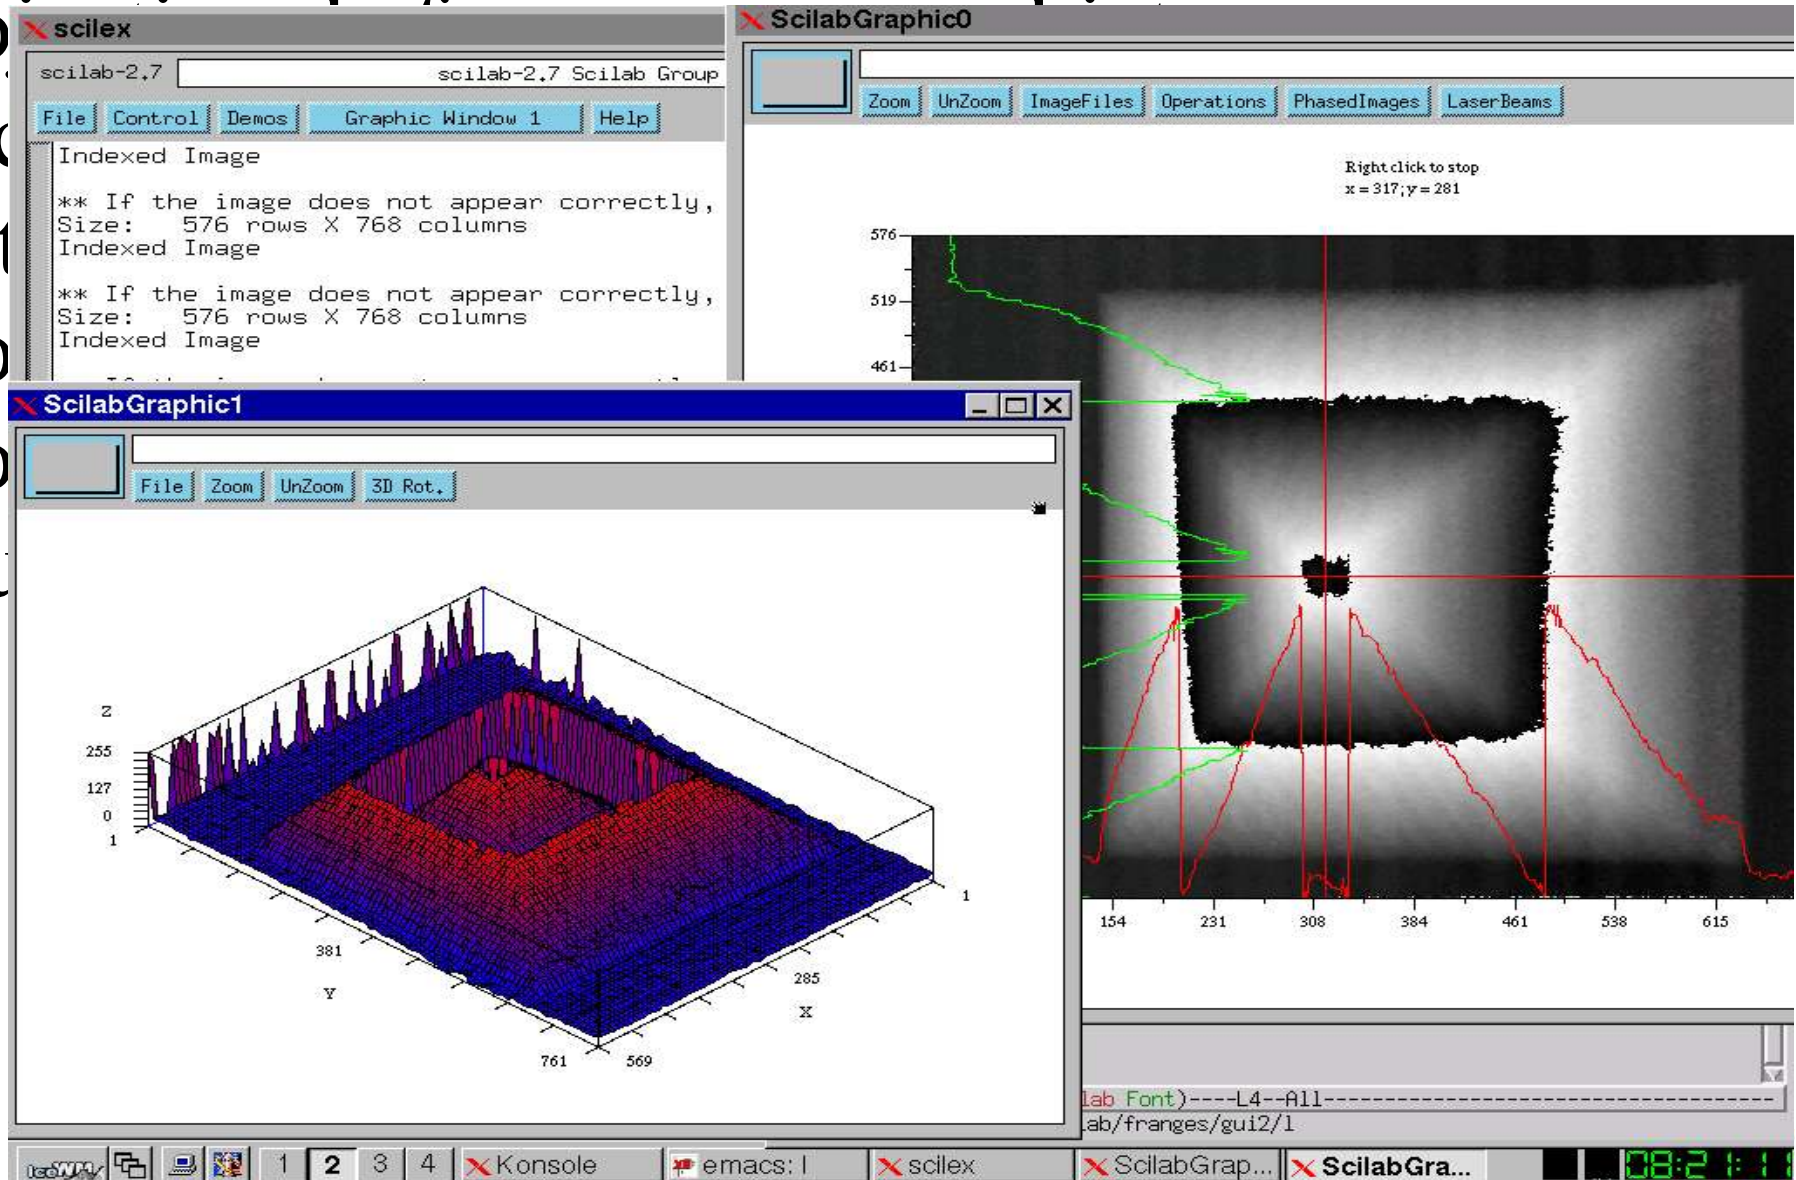 scilex
scilab-2.7 scilab-2.7 Scilab Group
File Control Demos Graphic Window 1 Help
Indexed Image
** If the image does not appear correctly,
Size: 576 rows X 768 columns
Indexed Image
** If the image does not appear correctly,
Size: 576 rows X 768 columns
Indexed Image
ScilabGraphic0
Zoom UnZoom ImageFiles Operations PhasedImages LaserBeams
Right click to stop
x = 317; y = 281
576
519
461
154 231 308 384 461 538 615
ScilabGraphic1
File Zoom UnZoom 3D Rot.
Z
255
127
0
1
381
Y
761
569
285
X
1
lab Font)----L4--All----------------------------------------
lab/franges/gui2/l
IceWM 1 2 3 4 Konsole emacs: l scilex ScilabGrap... ScilabGra... 08:21:11